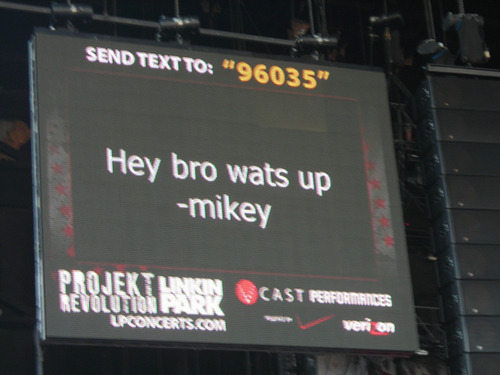 SEND TEXT TO: "96035"
Hey bro wats up
-mikey
PROJEKT REVOLUTION
LINKIN PARK
LPCONCERTS.COM
V CAST PERFORMANCES
verizon